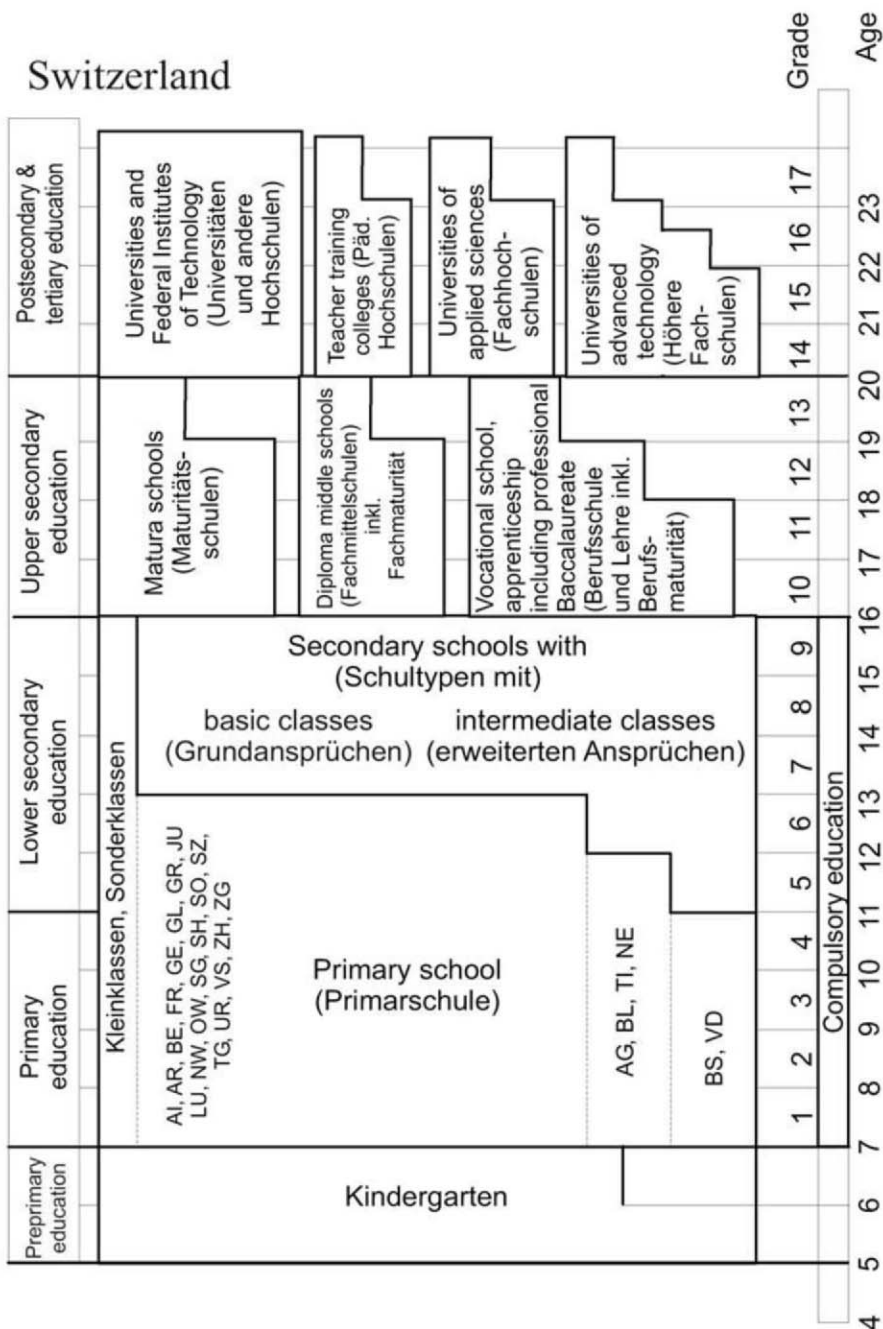 Switzerland
Preprimary
education
Primary
education
Lower secondary
education
Upper secondary
education
Postsecondary &
tertiary education
Kindergarten
Kleinklassen, Sonderklassen
AI, AR, BE, FR, GE, GL, GR, JU
LU, NW, OW, SG, SH, SO, SZ,
TG, UR, VS, ZH, ZG
Primary school
(Primarschule)
AG, BL, TI, NE
BS, VD
Secondary schools with
(Schultypen mit)
basic classes
(Grundansprüchen)
intermediate classes
(erweiterten Ansprüchen)
Matura schools
(Maturitäts-
schulen)
Diploma middle schools
(Fachmittelschulen)
inkl.
Fachmaturität
Vocational school,
apprenticeship
including professional
Baccalaureate
(Berufsschule
und Lehre inkl.
Berufs-
maturität)
Universities and
Federal Institutes
of Technology
(Universitäten
und andere
Hochschulen)
Teacher training
colleges (Päd.
Hochschulen)
Universities of
applied sciences
(Fachhoch-
schulen)
Universities of
advanced
technology
(Höhere
Fach-
schulen)
1 2 3 4 5 6 7 8 9 10 11 12 13 14 15 16 17 Grade
Compulsory education
4 5 6 7 8 9 10 11 12 13 14 15 16 17 18 19 20 21 22 23 Age